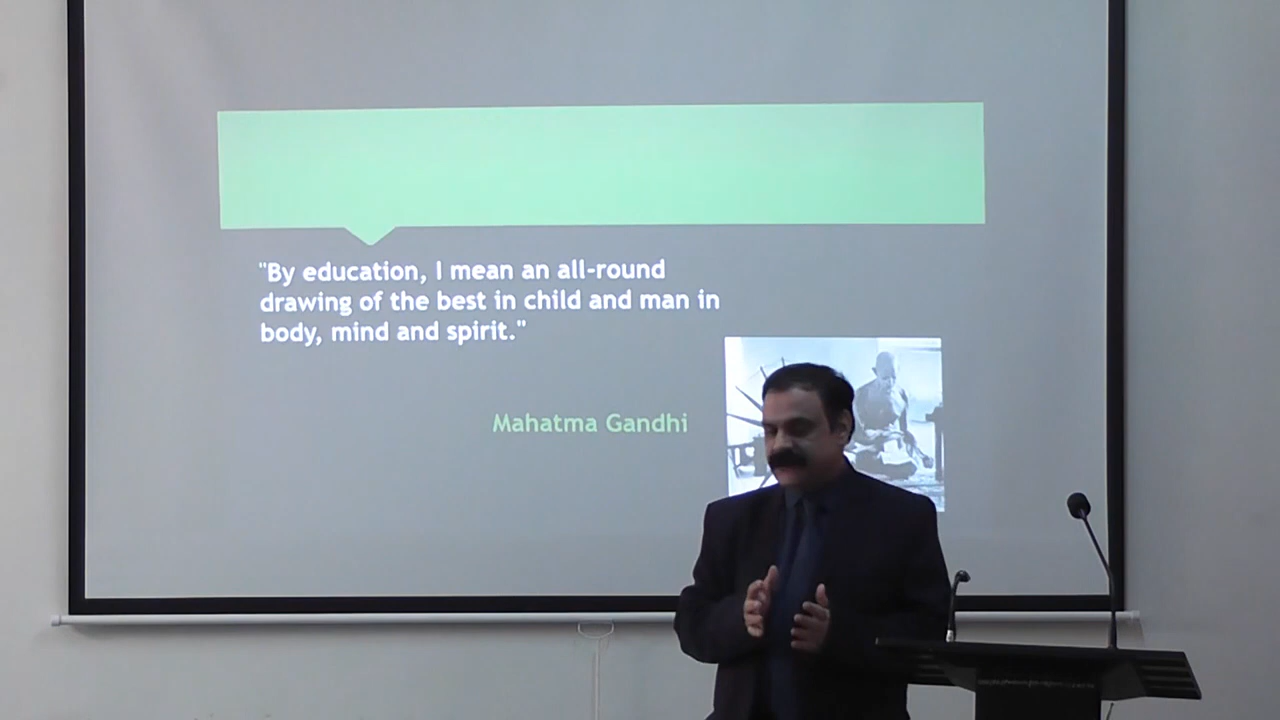 "By education, I mean an all-round
drawing of the best in child and man in
body, mind and spirit."
Mahatma Gandhi